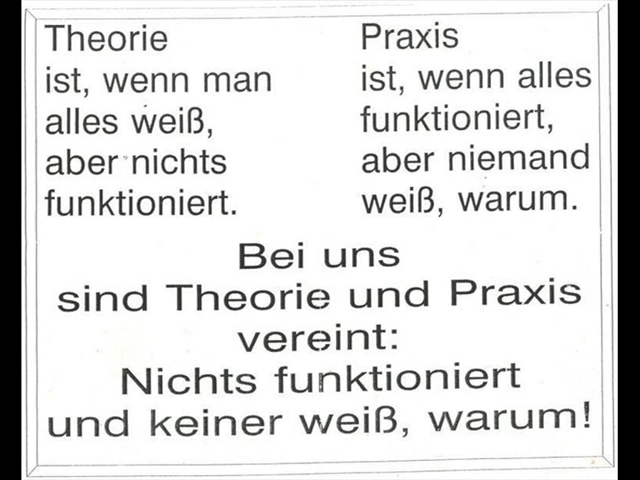 Theorie
ist, wenn man
alles weiß,
aber nichts
funktioniert.
Praxis
ist, wenn alles
funktioniert,
aber niemand
weiß, warum.
Bei uns
sind Theorie und Praxis
vereint:
Nichts funktioniert
und keiner weiß, warum!